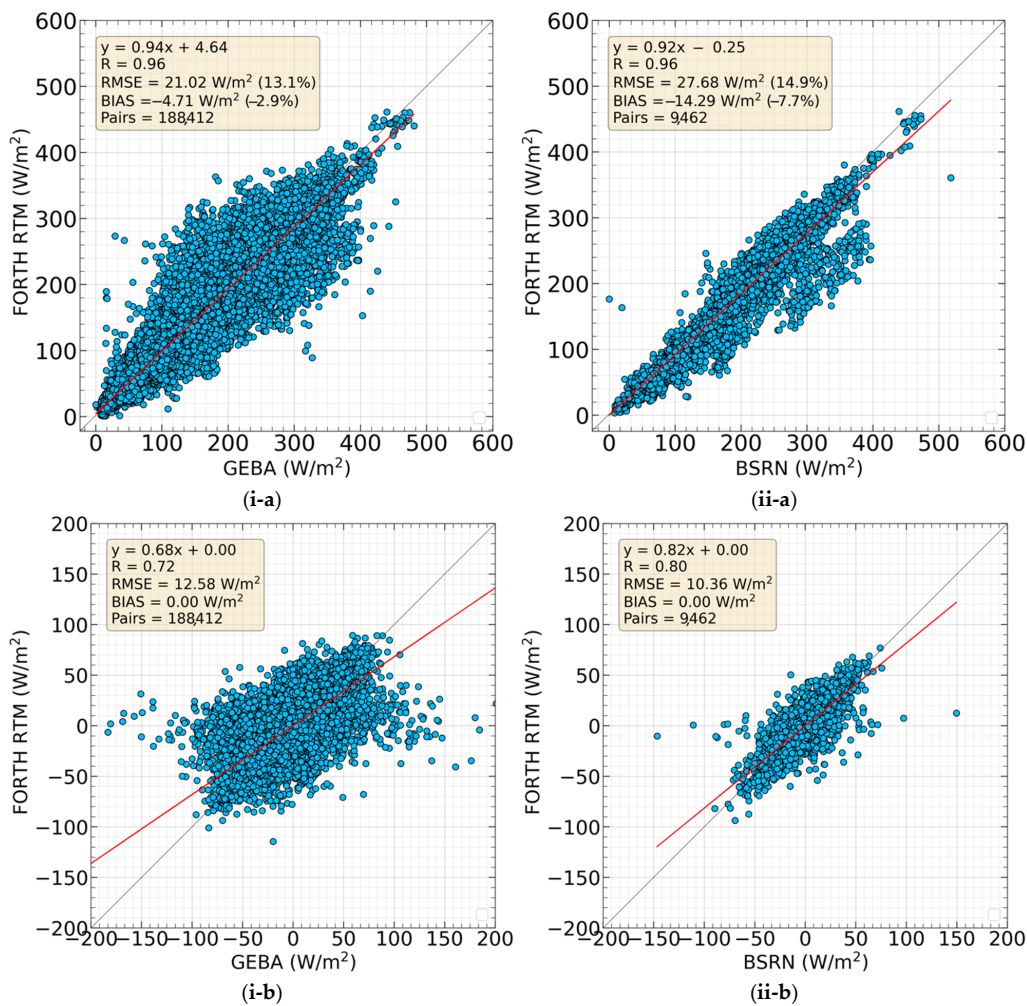 y = 0.94x + 4.64
R = 0.96
RMSE = 21.02 W/m² (13.1%)
BIAS =−4.71 W/m² (−2.9%)
Pairs = 188,412
600
500
400
300
200
100
0
FORTH RTM (W/m²)
0 100 200 300 400 500 600
GEBA (W/m²)
(i-a)
y = 0.92x − 0.25
R = 0.96
RMSE = 27.68 W/m² (14.9%)
BIAS =−14.29 W/m² (−7.7%)
Pairs = 9,462
600
500
400
300
200
100
0
FORTH RTM (W/m²)
0 100 200 300 400 500 600
BSRN (W/m²)
(ii-a)
y = 0.68x + 0.00
R = 0.72
RMSE = 12.58 W/m²
BIAS = 0.00 W/m²
Pairs = 188,412
200
150
100
50
0
−50
−100
−150
−200
FORTH RTM (W/m²)
−200 −150 −100 −50 0 50 100 150 200
GEBA (W/m²)
(i-b)
y = 0.82x + 0.00
R = 0.80
RMSE = 10.36 W/m²
BIAS = 0.00 W/m²
Pairs = 9,462
200
150
100
50
0
−50
−100
−150
−200
FORTH RTM (W/m²)
−200 −150 −100 −50 0 50 100 150 200
BSRN (W/m²)
(ii-b)